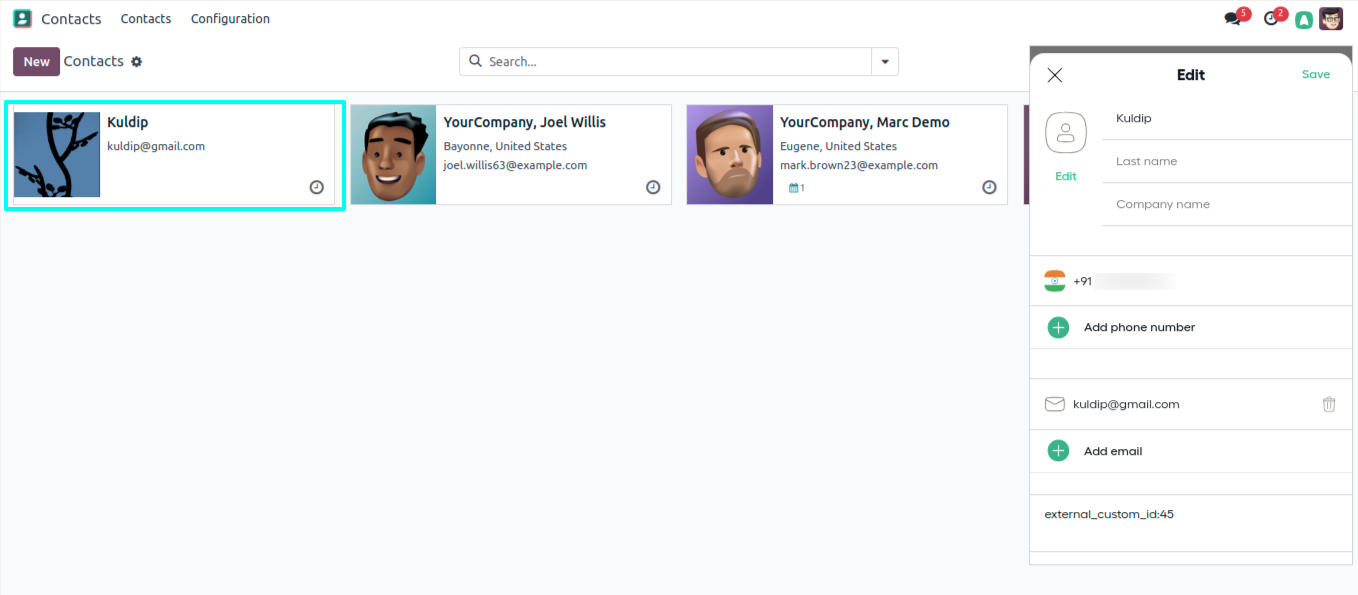 Contacts Contacts Configuration 5 2
New Contacts Search...
Kuldip
kuldip@gmail.com
YourCompany, Joel Willis
Bayonne, United States
joel.willis63@example.com
YourCompany, Marc Demo
Eugene, United States
mark.brown23@example.com
1
Edit Save
Kuldip
Last name
Edit
Company name
+91
Add phone number
kuldip@gmail.com
Add email
external_custom_id:45